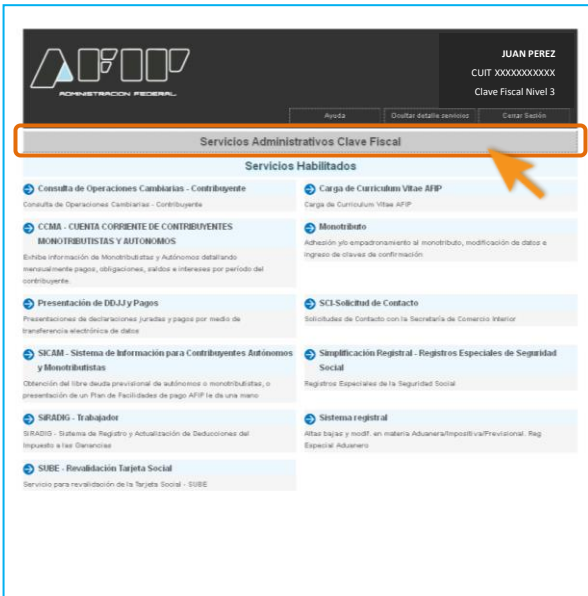 AFIP
ADMINISTRACION FEDERAL
JUAN PEREZ
CUIT XXXXXXXXXXX
Clave Fiscal Nivel 3
Ayuda
Ocultar detalle servicios
Cerrar Sesión
Servicios Administrativos Clave Fiscal
Servicios Habilitados
Consulta de Operaciones Cambiarias - Contribuyente
Consulta de Operaciones Cambiarias - Contribuyente
Carga de Curriculum Vitae AFIP
Carga de Curriculum Vitae AFIP
CCMA - CUENTA CORRIENTE DE CONTRIBUYENTES
MONOTRIBUTISTAS Y AUTONOMOS
Exhibe información de Monotributistas y Autónomos detallando
mensualmente pagos, obligaciones, saldos e intereses por período del
contribuyente.
Monotributo
Adhesión y/o empadronamiento al monotributo, modificación de datos e
ingreso de claves de confirmación
Presentación de DDJJ y Pagos
Presentaciones de declaraciones juradas y pagos por medio de
transferencia electrónica de datos
SCI-Solicitud de Contacto
Solicitudes de Contacto con la Secretaría de Comercio Interior
SICAM - Sistema de Información para Contribuyentes Autónomos
y Monotributistas
Obtención del libre deuda previsional de autónomos o monotributistas, o
presentación de un Plan de Facilidades de pago AFIP le da una mano
Simplificación Registral - Registros Especiales de Seguridad
Social
Registros Especiales de la Seguridad Social
SiRADIG - Trabajador
SIRADIG - Sistema de Registro y Actualización de Deducciones del
Impuesto a las Ganancias
Sistema registral
Altas bajas y modif. en materia Aduanera/Impositiva/Previsional. Reg
Especial Aduanero
SUBE - Revalidación Tarjeta Social
Servicio para revalidación de la Tarjeta Social - SUBE